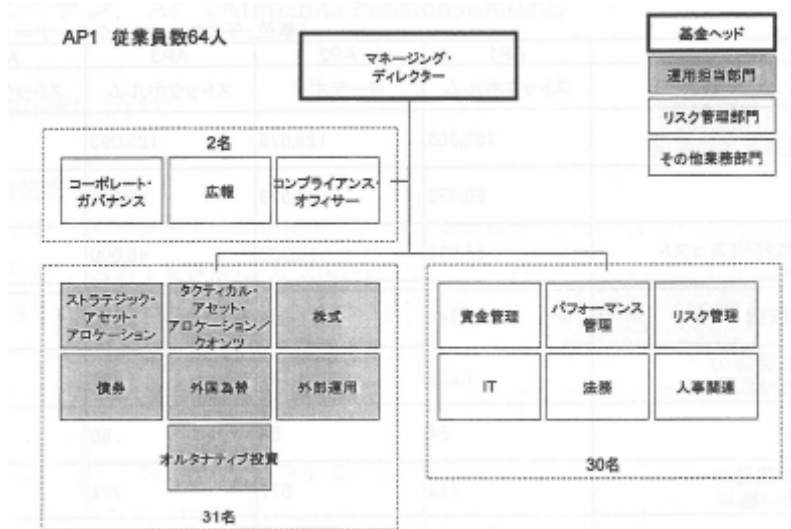 AP1 従業員数64人
マネージング・
ディレクター
基金ヘッド
運用担当部門
リスク管理部門
その他業務部門
2名
コーポレート・
ガバナンス
広報
コンプライアンス・
オフィサー
ストラテジック・
アセット・
アロケーション
タクティカル・
アセット・
アロケーション／
クオンツ
株式
債券
外国為替
外部運用
オルタナティブ投資
31名
資金管理
パフォーマンス
管理
リスク管理
IT
法務
人事関連
30名